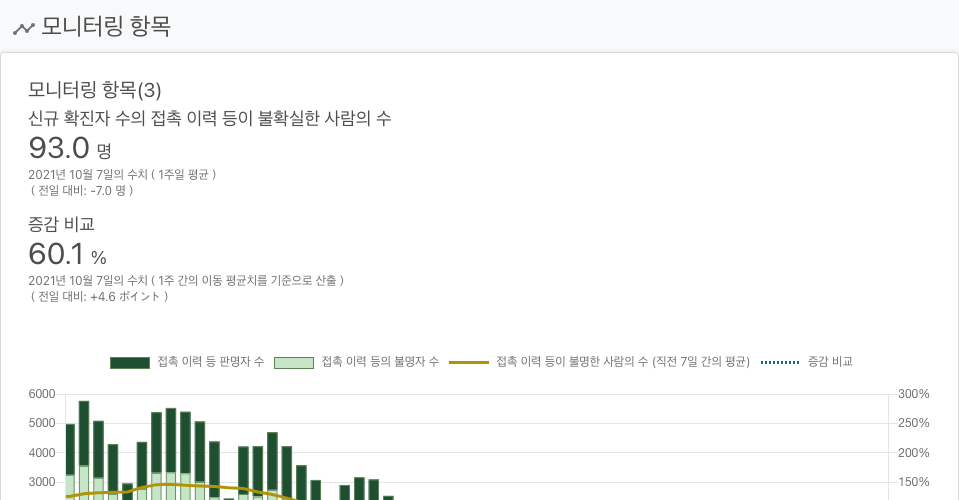 모니터링 항목
모니터링 항목(3)
신규 확진자 수의 접촉 이력 등이 불확실한 사람의 수
93.0 명
2021년 10월 7일의 수치 ( 1주일 평균 )
( 전일 대비: -7.0 명 )
증감 비교
60.1 %
2021년 10월 7일의 수치 ( 1주 간의 이동 평균치를 기준으로 산출 )
( 전일 대비: +4.6 ポイント )
접촉 이력 등 판명자 수 접촉 이력 등의 불명자 수 접촉 이력 등이 불명한 사람의 수 (직전 7일 간의 평균) 증감 비교
6000 300%
5000 250%
4000 200%
3000 150%